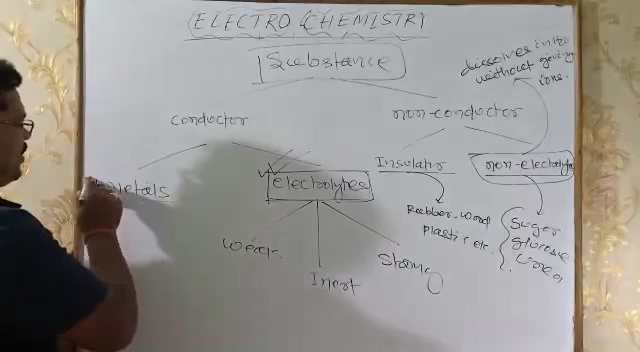 ELECTRO CHEMISTRY
Substance
dissolves in H2O
without giving
ions.
conductor
non-conductor
metals
electrolytes
Insulator
non-electrolyte
Rubber, wood
plastic etc.
Sugar
glucose
Urea
Weak
Inert
Strong